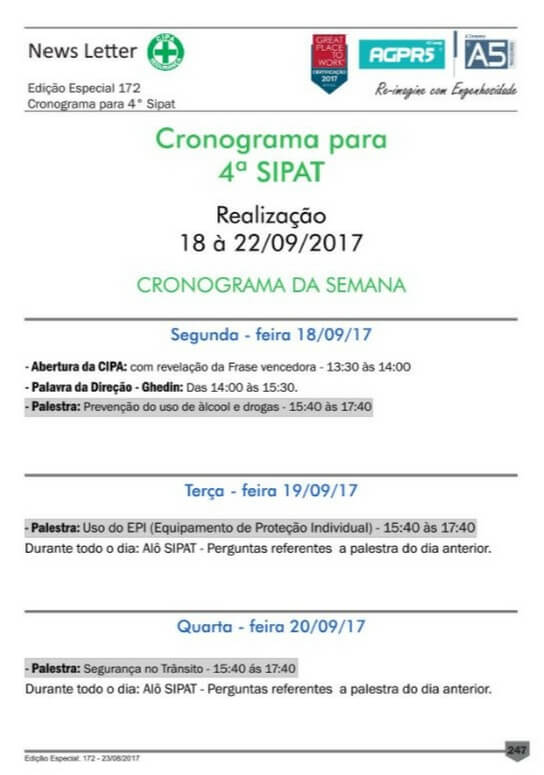 News Letter
CIPA
SEGURANÇA
GREAT
PLACE
TO
WORK
CERTIFICAÇÃO
2017
AGPR5
A5
Edição Especial 172
Cronograma para 4° Sipat
Re-imagine com Engenhosidade
Cronograma para
4ª SIPAT
Realização
18 à 22/09/2017
CRONOGRAMA DA SEMANA
Segunda - feira 18/09/17
- Abertura da CIPA: com revelação da Frase vencedora - 13:30 às 14:00
- Palavra da Direção - Ghedin: Das 14:00 às 15:30.
- Palestra: Prevenção do uso de àlcool e drogas - 15:40 às 17:40
Terça - feira 19/09/17
- Palestra: Uso do EPI (Equipamento de Proteção Individual) - 15:40 às 17:40
Durante todo o dia: Alô SIPAT - Perguntas referentes a palestra do dia anterior.
Quarta - feira 20/09/17
- Palestra: Segurança no Trânsito - 15:40 ás 17:40
Durante todo o dia: Alô SIPAT - Perguntas referentes a palestra do dia anterior.
247
Edição Especial: 172 - 23/08/2017